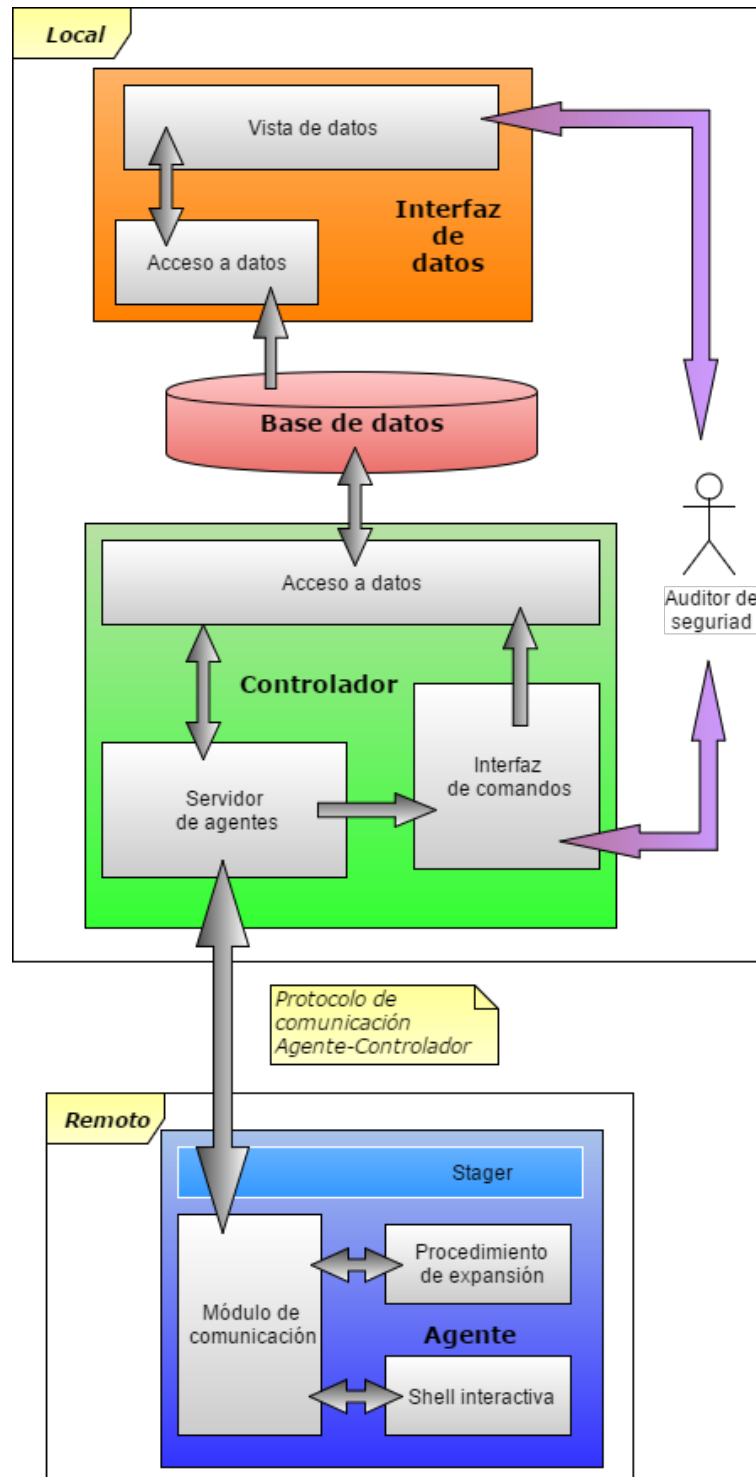 Local
Vista de datos
Interfaz
de
datos
Acceso a datos
Base de datos
Acceso a datos
Auditor de
seguriad
Controlador
Interfaz
de comandos
Servidor
de agentes
Protocolo de
comunicación
Agente-Controlador
Remoto
Stager
Procedimiento
de expansión
Módulo de
comunicación
Agente
Shell interactiva